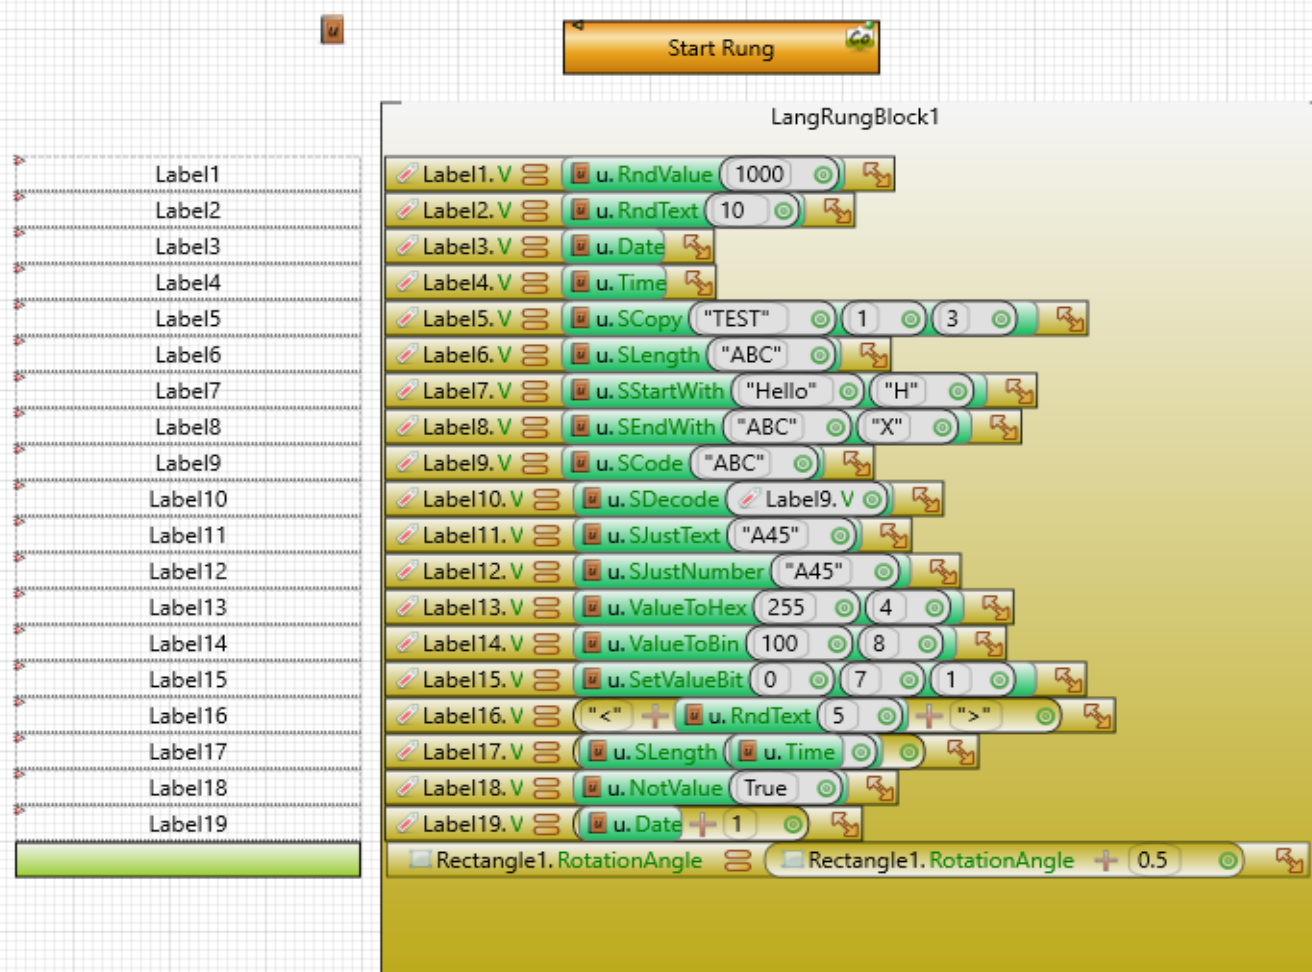 u
Start Rung
Co
LangRungBlock1
Label1
Label1. V u u. RndValue 1000
Label2
Label2. V u u. RndText 10
Label3
Label3. V u u. Date
Label4
Label4. V u u. Time
Label5
Label5. V u u. SCopy "TEST" 1 3
Label6
Label6. V u u. SLength "ABC"
Label7
Label7. V u u. SStartWith "Hello" "H"
Label8
Label8. V u u. SEndWith "ABC" "X"
Label9
Label9. V u u. SCode "ABC"
Label10
Label10. V u u. SDecode Label9. V
Label11
Label11. V u u. SJustText "A45"
Label12
Label12. V u u. SJustNumber "A45"
Label13
Label13. V u u. ValueToHex 255 4
Label14
Label14. V u u. ValueToBin 100 8
Label15
Label15. V u u. SetValueBit 0 7 1
Label16
Label16. V "<" + u u. RndText 5 + ">"
Label17
Label17. V u u. SLength u u. Time
Label18
Label18. V u u. NotValue True
Label19
Label19. V u u. Date + 1
Rectangle1. RotationAngle Rectangle1. RotationAngle + 0.5